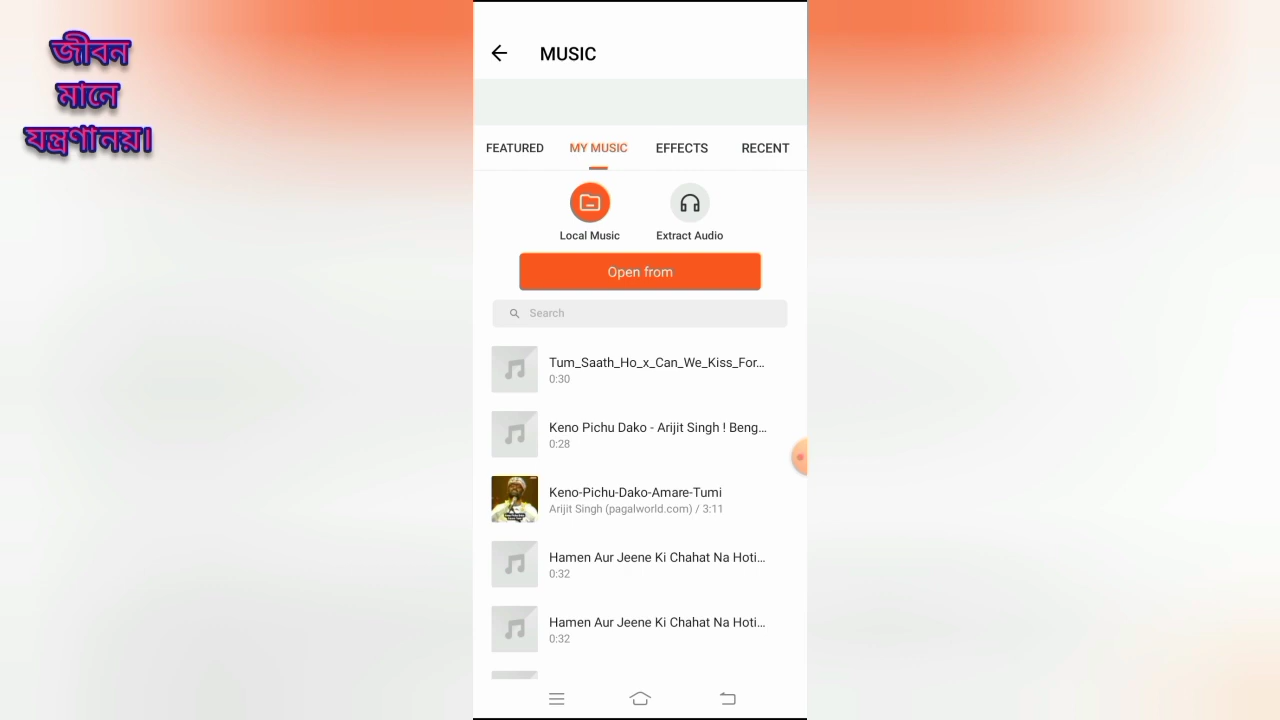 জীবন
মানে
যন্ত্রণানয়।
MUSIC
FEATURED
MY MUSIC
EFFECTS
RECENT
Local Music
Extract Audio
Open from
Search
Tum_Saath_Ho_x_Can_We_Kiss_For...
0:30
Keno Pichu Dako - Arijit Singh ! Beng...
0:28
Keno-Pichu-Dako-Amare-Tumi
Arijit Singh (pagalworld.com) / 3:11
Hamen Aur Jeene Ki Chahat Na Hoti...
0:32
Hamen Aur Jeene Ki Chahat Na Hoti...
0:32